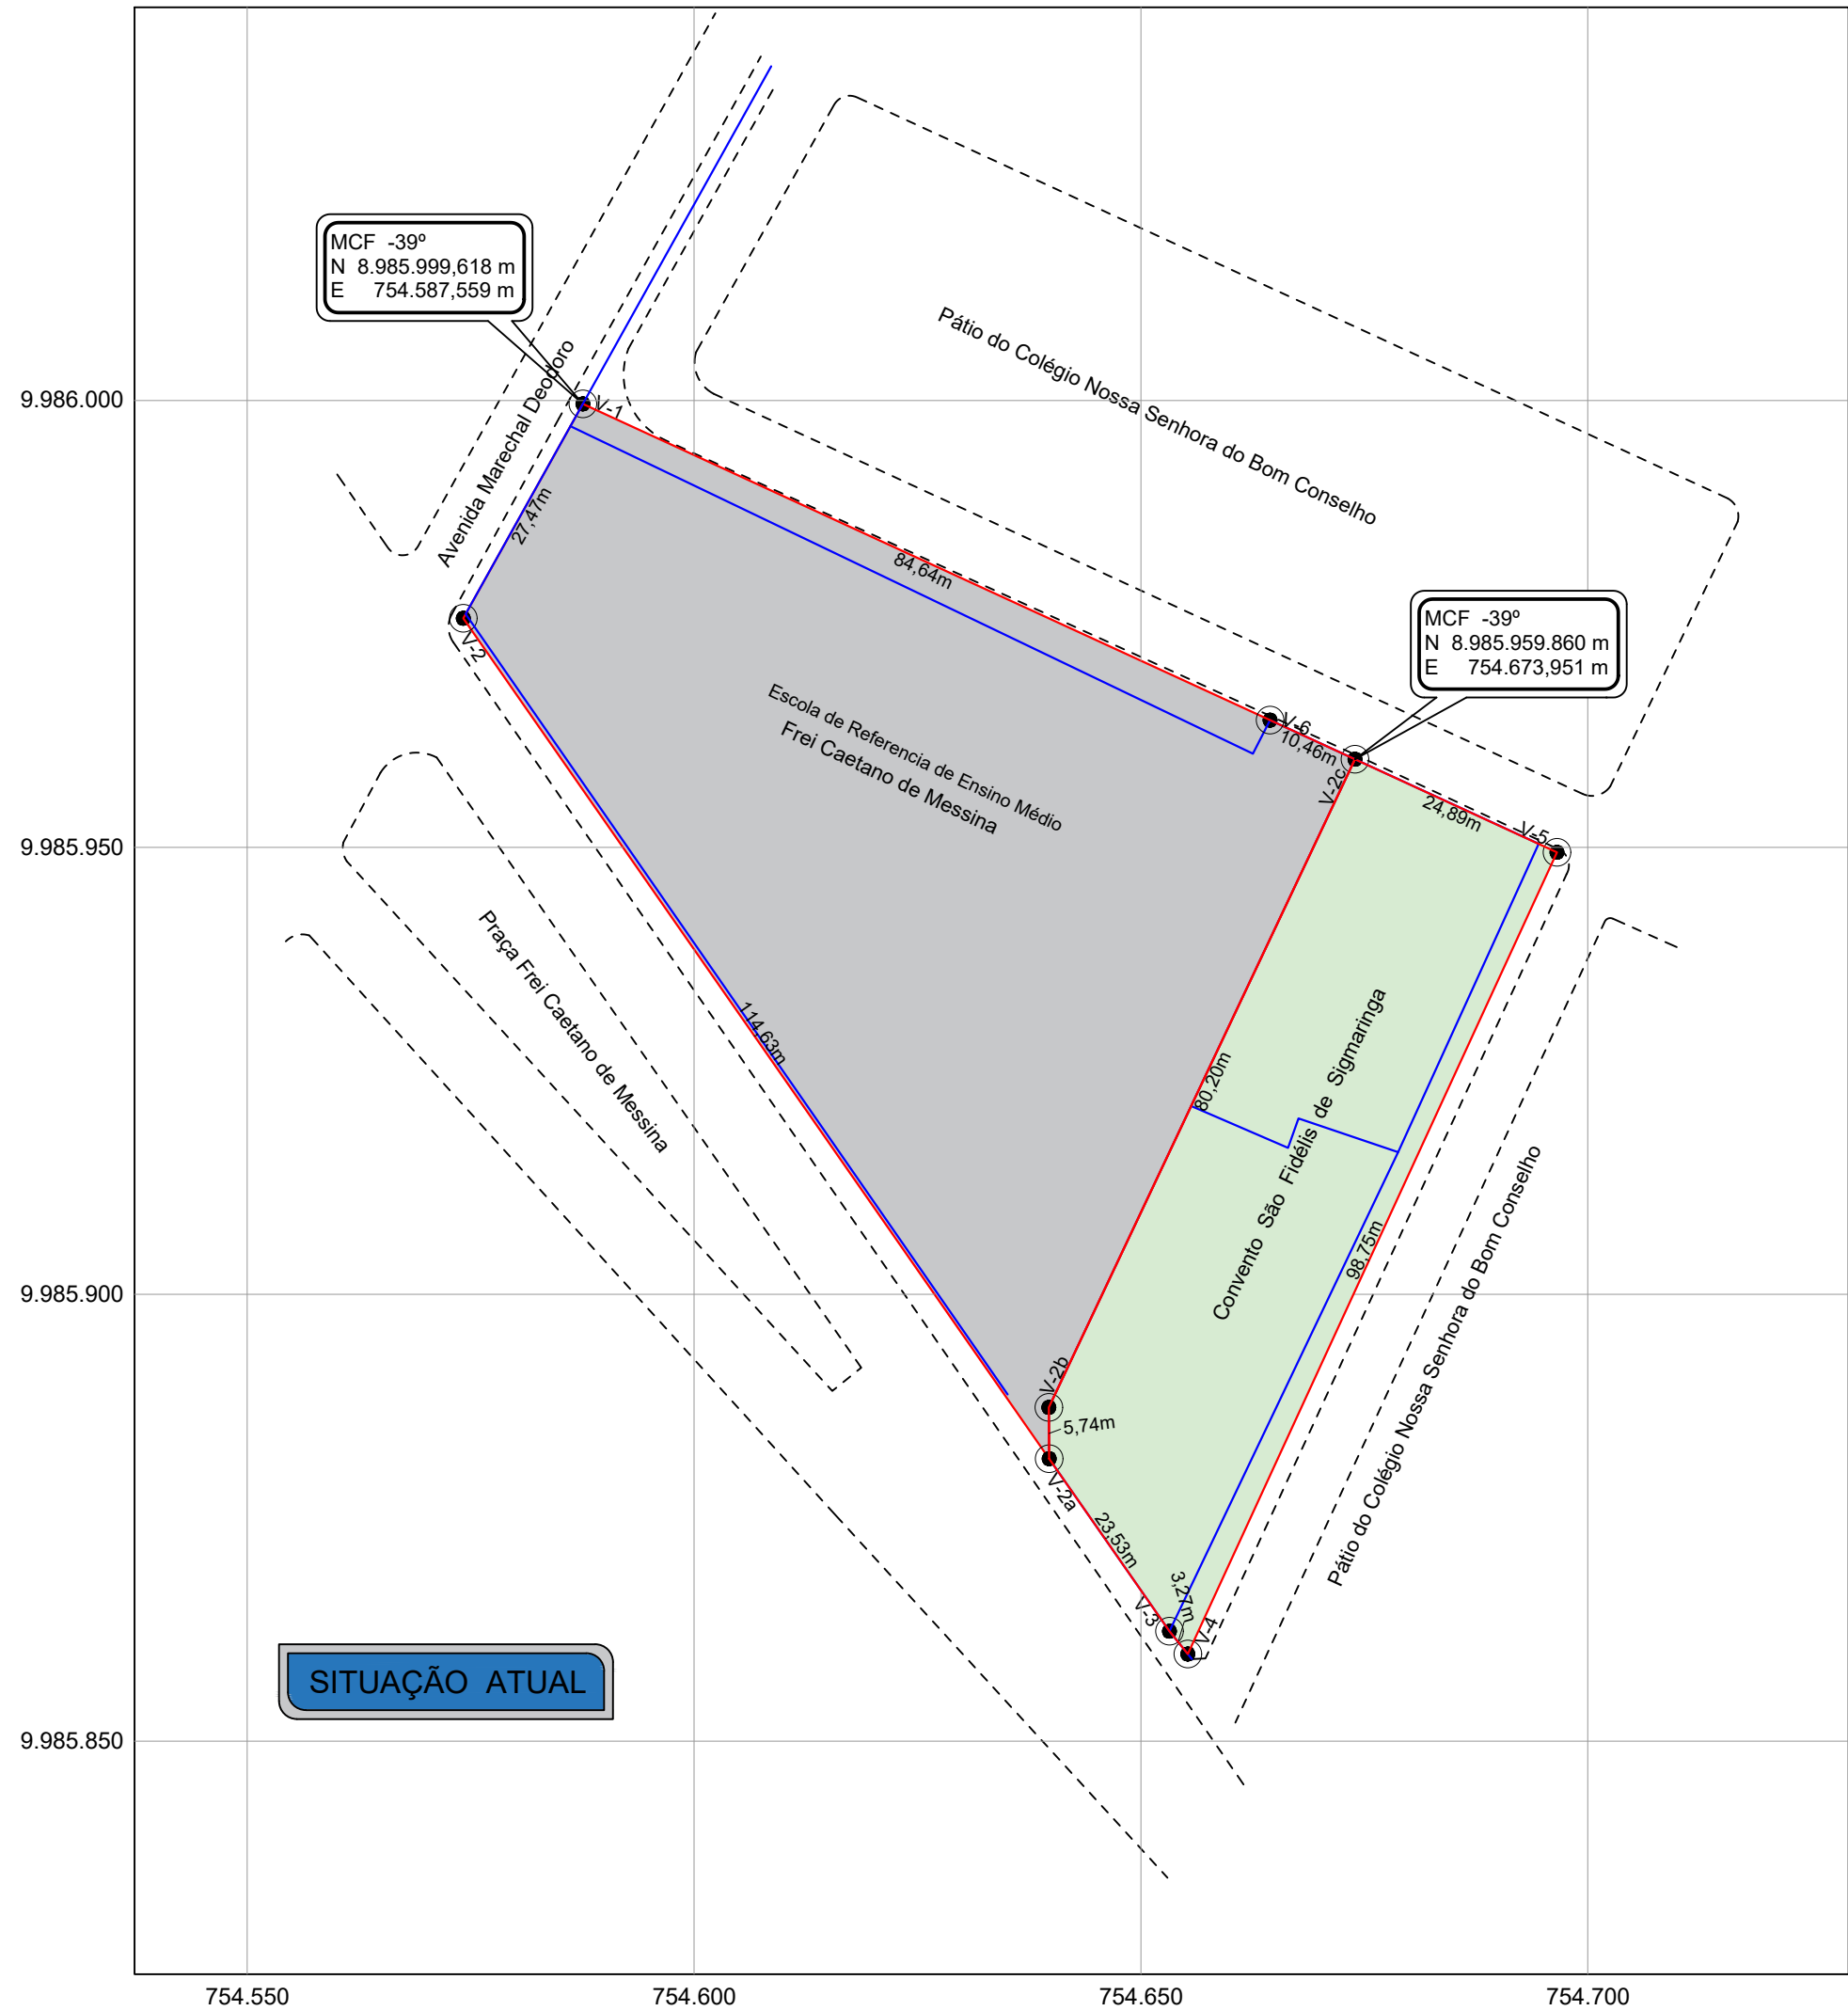 MCF -39º
N 8.985.999,618 m
E 754.587,559 m
Avenida Marechal Deodoro
Pátio do Colégio Nossa Senhora do Bom Conselho
9.986.000
V-1
27,47m
84,64m
V-2
MCF -39º
N 8.985.959.860 m
E 754.673,951 m
V-6
10,46m
V-2c
24,89m
V-5
Escola de Referencia de Ensino Médio
Frei Caetano de Messina
9.985.950
Praça Frei Caetano de Messina
114,63m
80,20m
Convento São Fidélis de Sigmaringa
98,75m
Pátio do Colégio Nossa Senhora do Bom Conselho
9.985.900
V-2b
5,74m
V-2a
23,53m
3,27m
V-3
V-4
SITUAÇÃO ATUAL
9.985.850
754.550
754.600
754.650
754.700